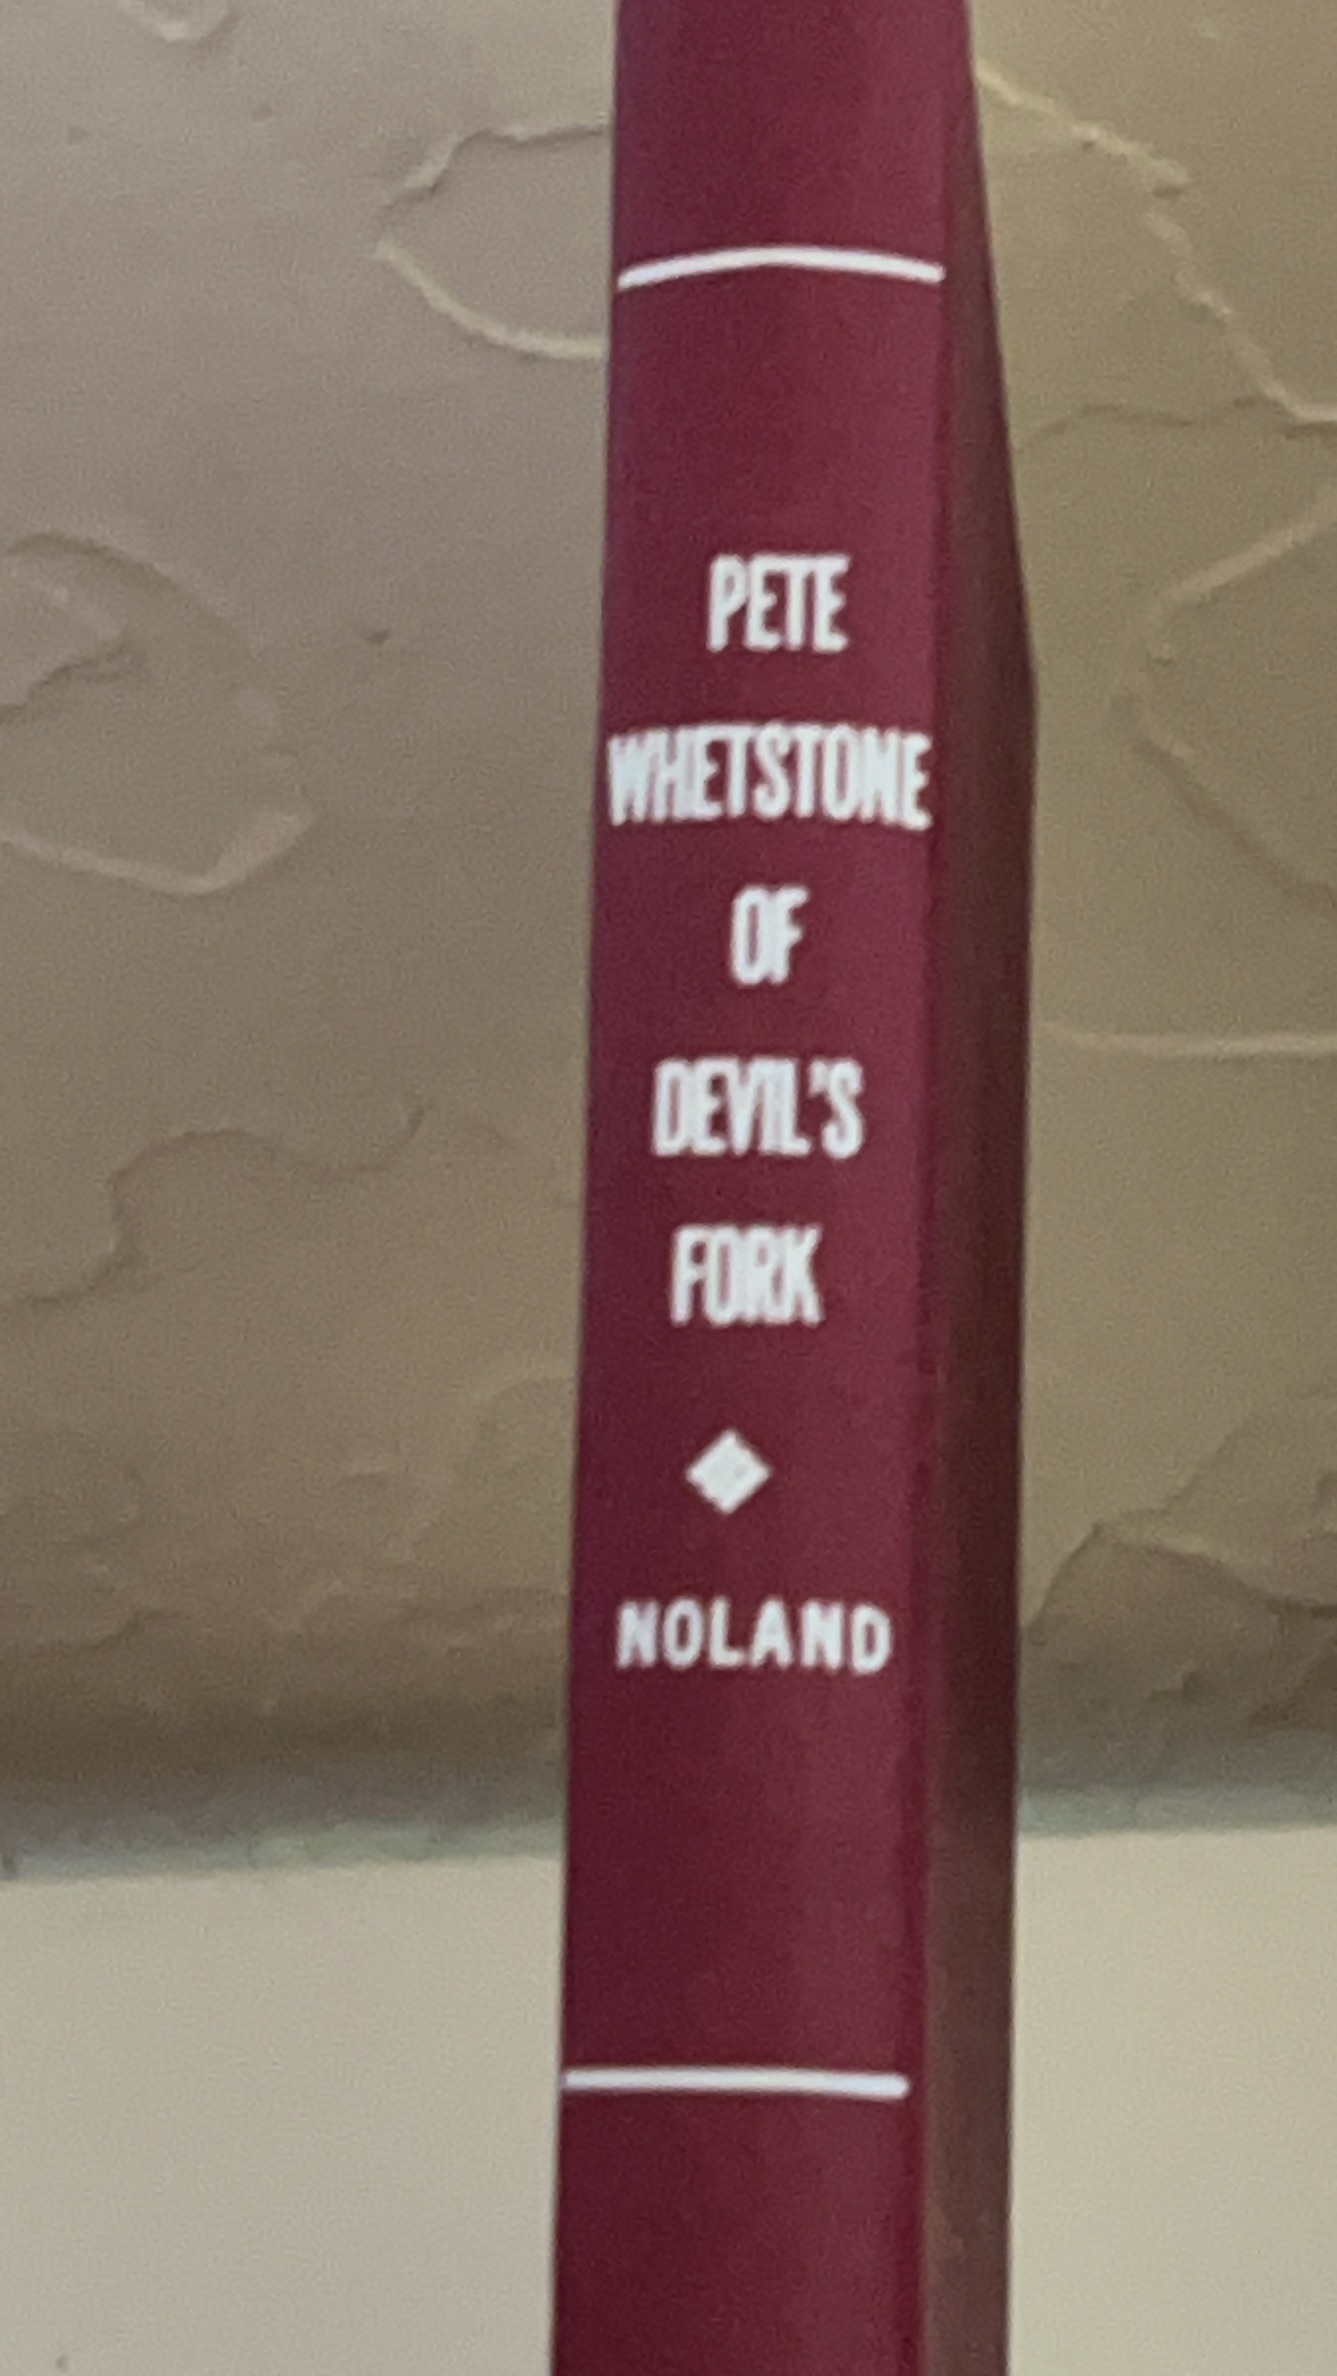 PETE
WHETSTONE
OF
DEVIL'S
FORK
NOLAND